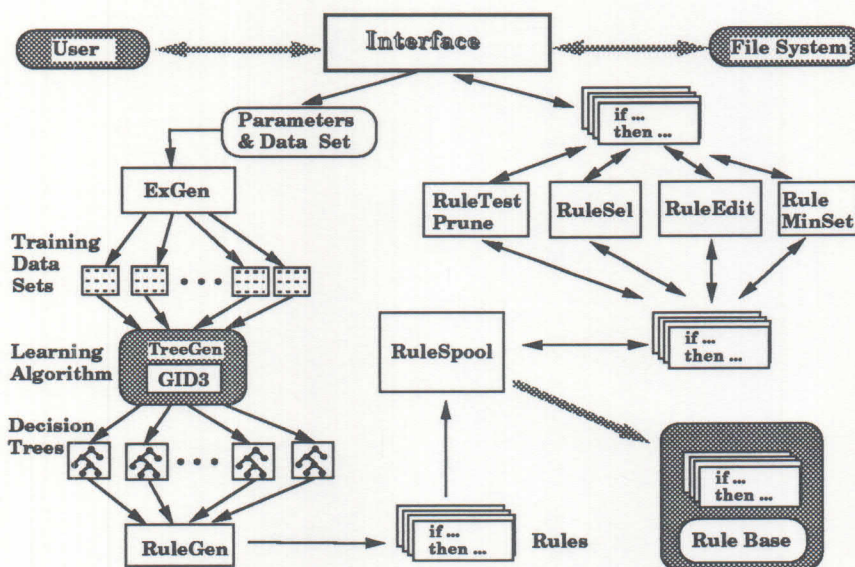 User
Interface
File System
Parameters
& Data Set
if ...
then ...
ExGen
RuleTest
Prune
RuleSel
RuleEdit
Rule
MinSet
Training
Data
Sets
if ...
then ...
Learning
Algorithm
TreeGen
GID3
RuleSpool
Decision
Trees
if ...
then ...
Rule Base
RuleGen
if ...
then ...
Rules